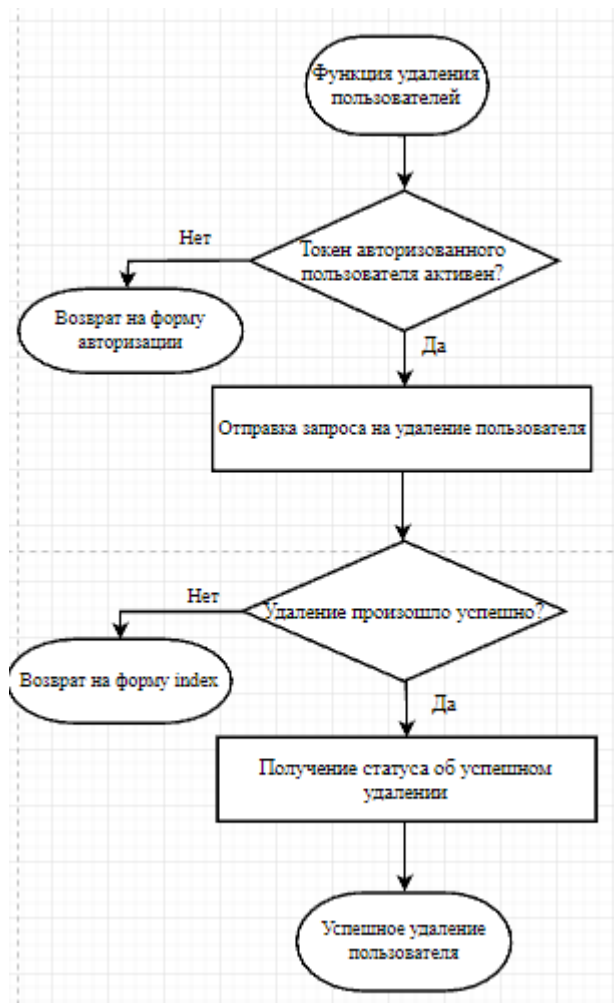 Функция удаления
пользователей
Токен авторизованного
пользователя активен?
Нет
Возврат на форму
авторизации
Да
Отправка запроса на удаление пользователя
Удаление произошло успешно?
Нет
Возврат на форму index
Да
Получение статуса об успешном
удалении
Успешное удаление
пользователя